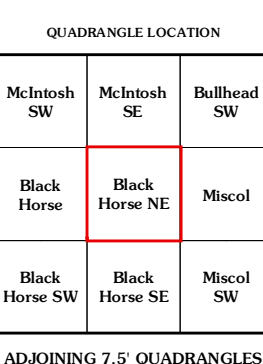 QUADRANGLE LOCATION
McIntosh
SW
McIntosh
SE
Bullhead
SW
Black
Horse
Black
Horse NE
Miscol
Black
Horse SW
Black
Horse SE
Miscol
SW
ADJOINING 7.5' QUADRANGLES